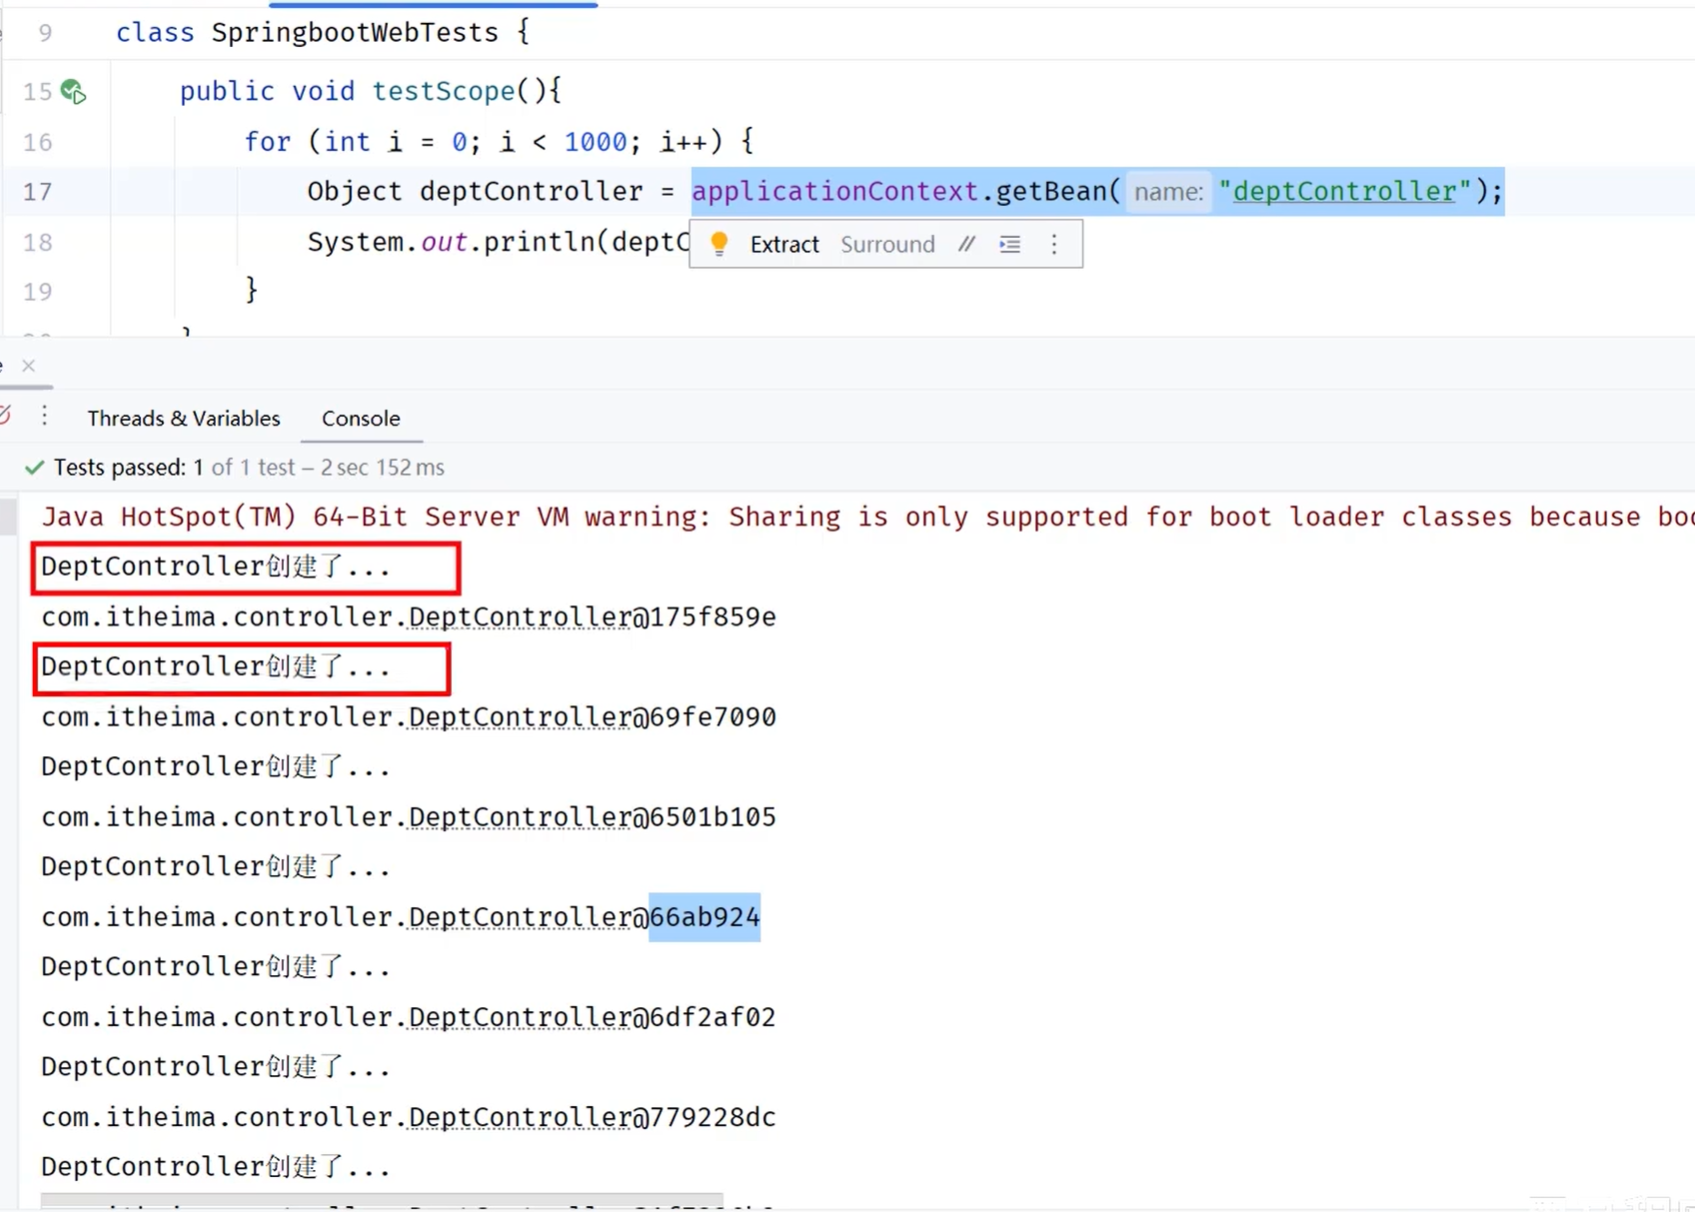 9 class SpringbootWebTests {
15 public void testScope(){
16 for (int i = 0; i < 1000; i++) {
17 Object deptController = applicationContext.getBean( name: "deptController");
18 System.out.println(deptC
Extract Surround //
19 }
}
Threads & Variables Console
Tests passed: 1 of 1 test – 2 sec 152 ms
Java HotSpot(TM) 64-Bit Server VM warning: Sharing is only supported for boot loader classes because boo
DeptController创建了...
com.itheima.controller.DeptController@175f859e
DeptController创建了...
com.itheima.controller.DeptController@69fe7090
DeptController创建了...
com.itheima.controller.DeptController@6501b105
DeptController创建了...
com.itheima.controller.DeptController@66ab924
DeptController创建了...
com.itheima.controller.DeptController@6df2af02
DeptController创建了...
com.itheima.controller.DeptController@779228dc
DeptController创建了...